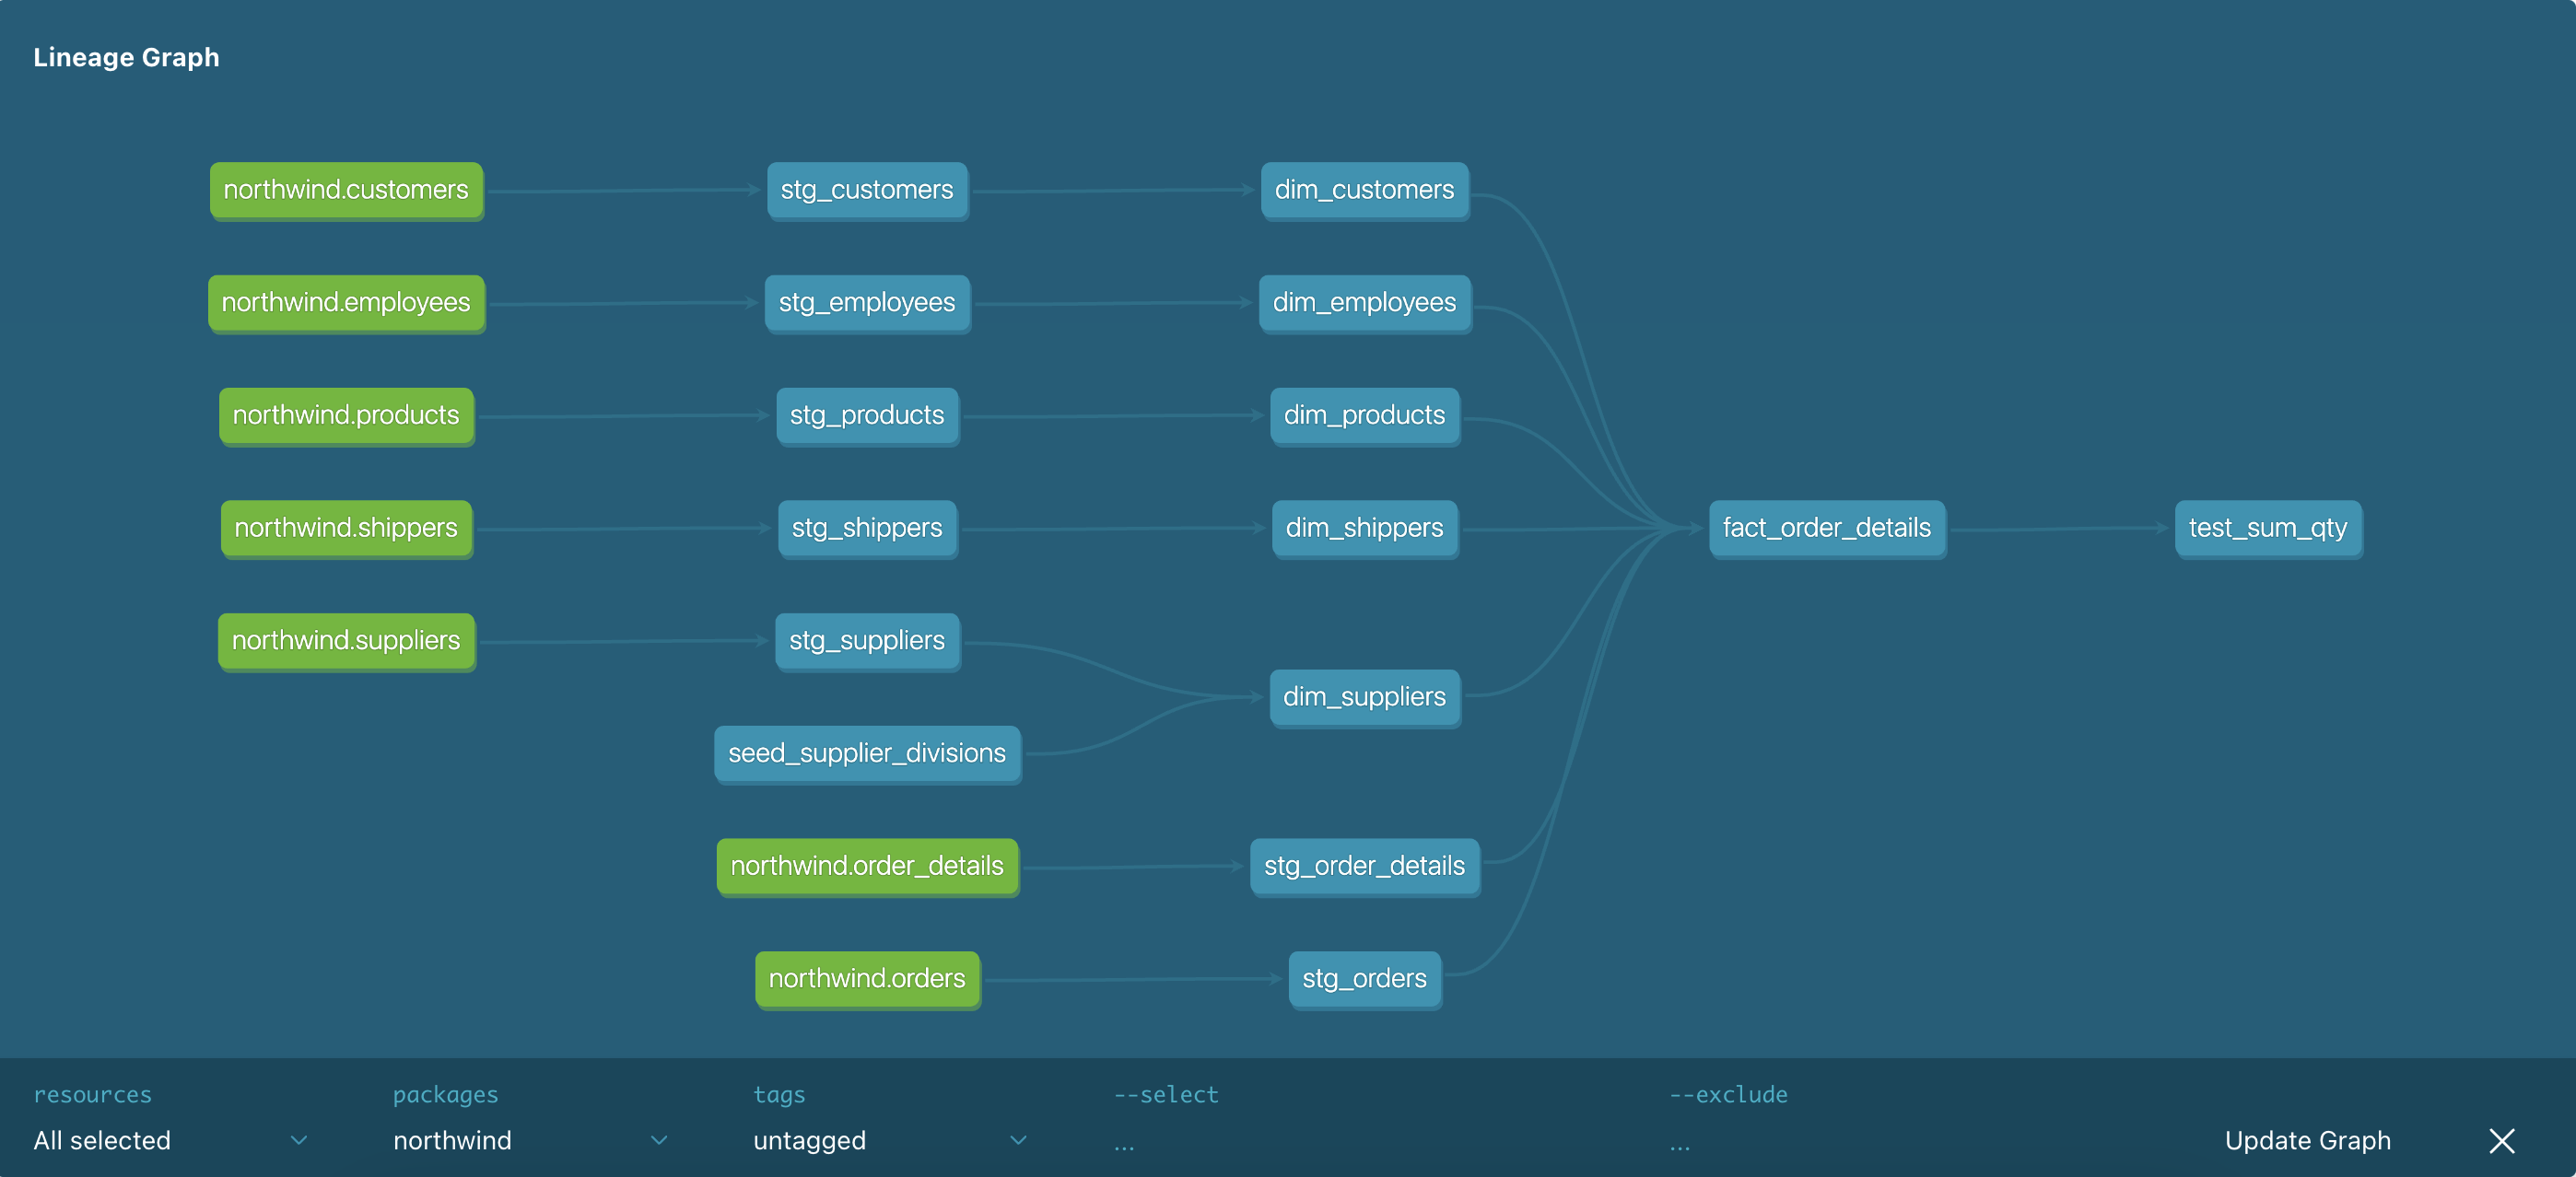 Lineage Graph
northwind.customers stg_customers dim_customers
northwind.employees stg_employees dim_employees
northwind.products stg_products dim_products
northwind.shippers stg_shippers dim_shippers fact_order_details test_sum_qty
northwind.suppliers stg_suppliers
dim_suppliers
seed_supplier_divisions
northwind.order_details stg_order_details
northwind.orders stg_orders
resources packages tags --select --exclude
All selected northwind untagged ... ... Update Graph